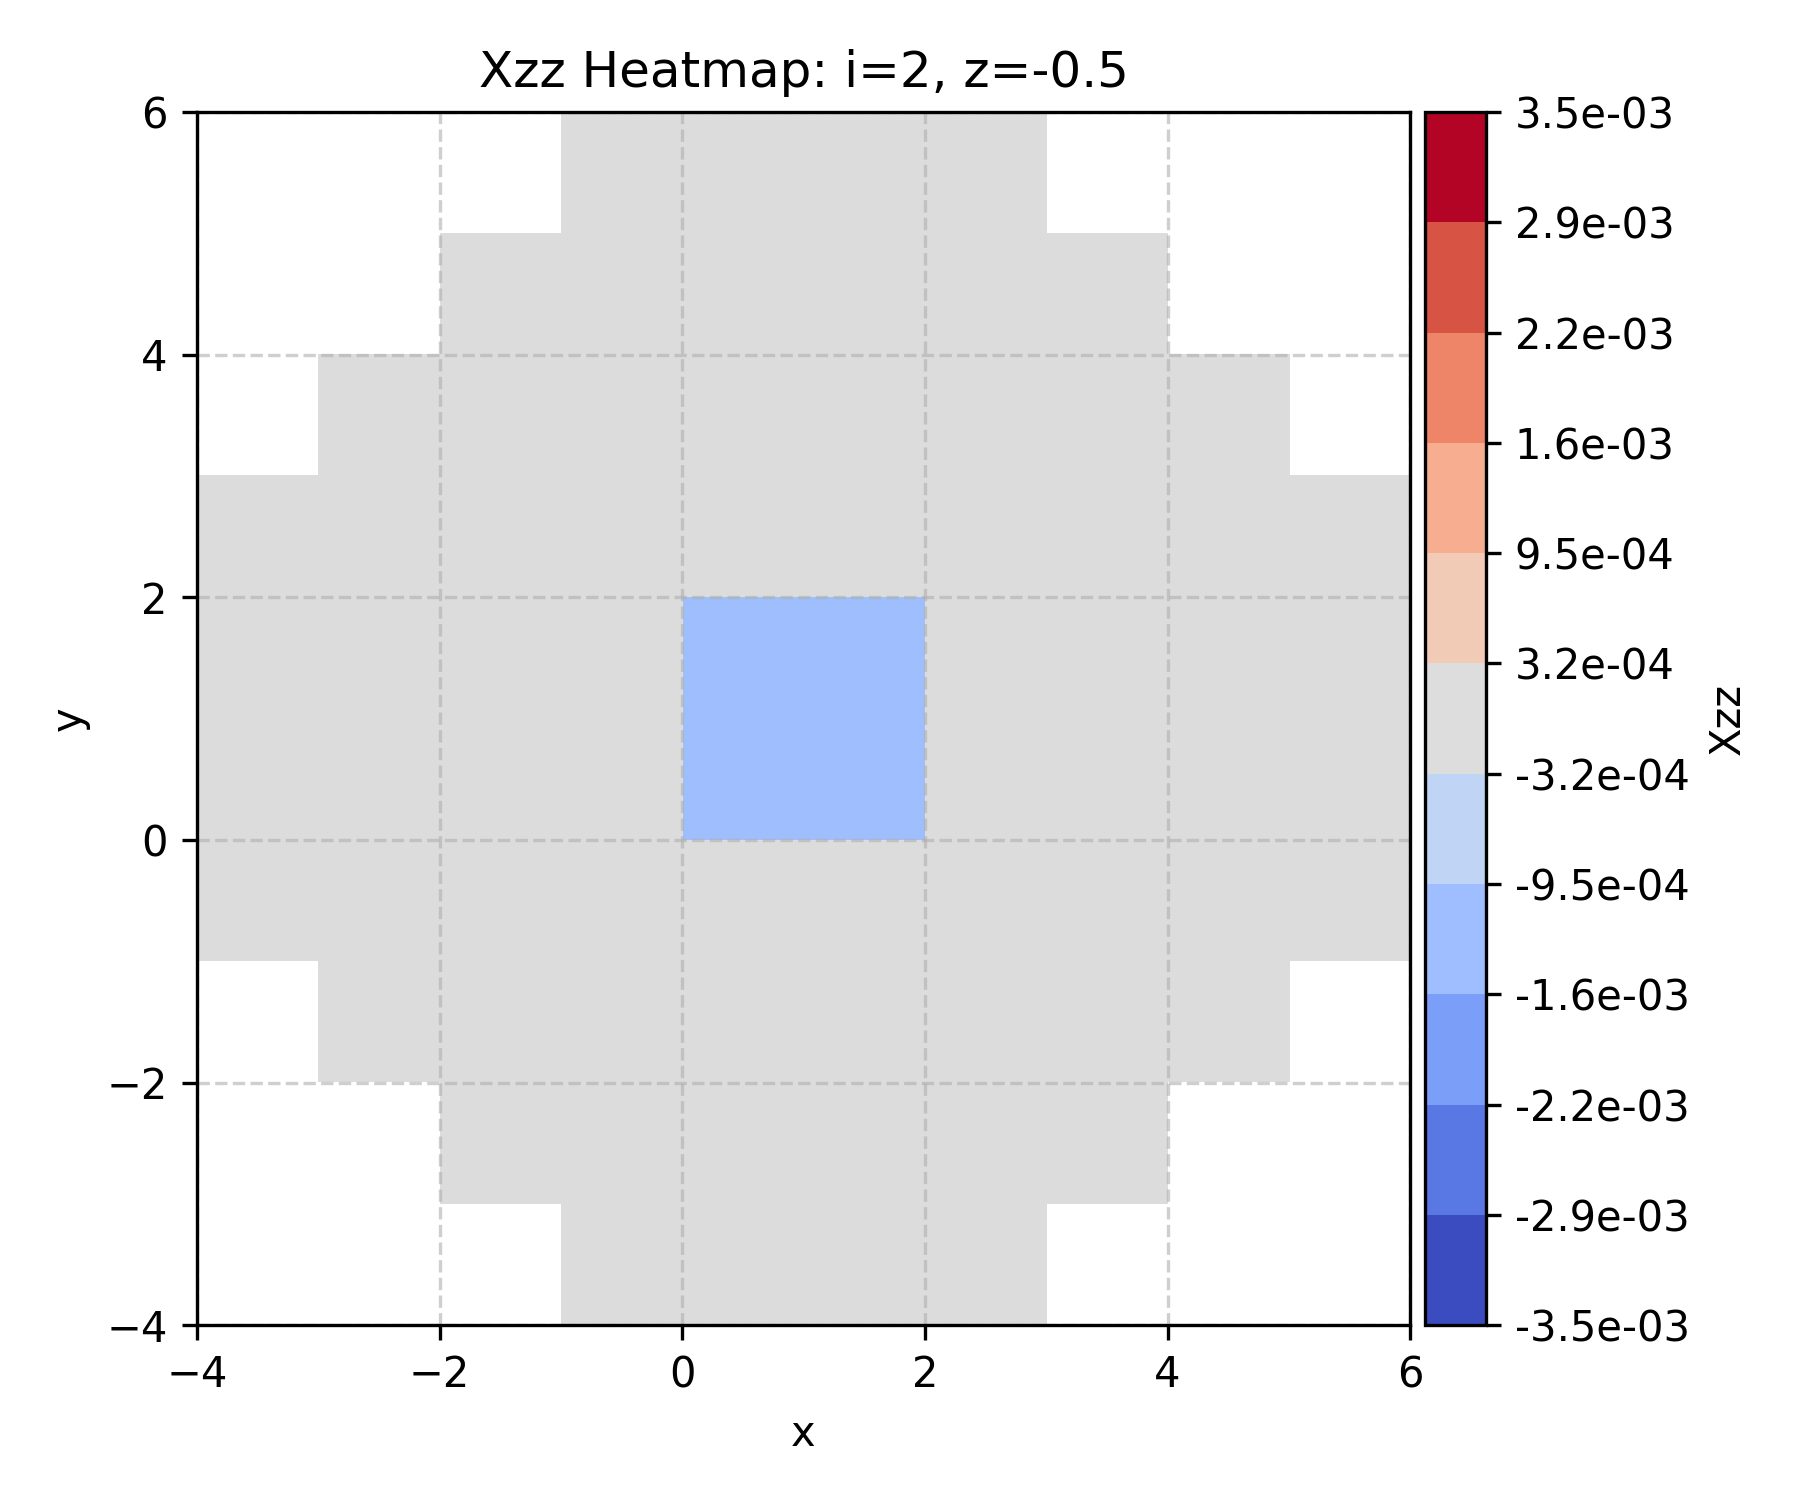 Xzz Heatmap: i=2, z=-0.5
6
4
2
0
−2
−4
y
−4 −2 0 2 4 6
x
3.5e-03
2.9e-03
2.2e-03
1.6e-03
9.5e-04
3.2e-04
-3.2e-04
-9.5e-04
-1.6e-03
-2.2e-03
-2.9e-03
-3.5e-03
Xzz